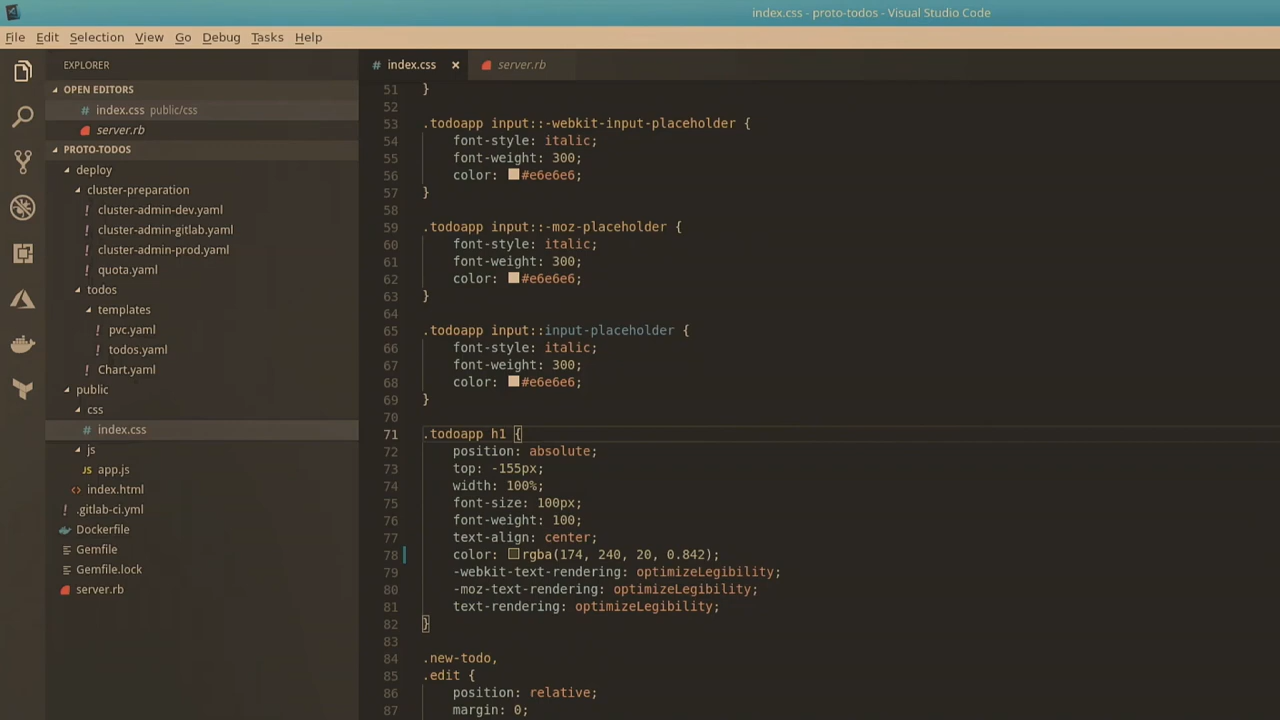 index.css - proto-todos - Visual Studio Code
File Edit Selection View Go Debug Tasks Help
EXPLORER
OPEN EDITORS
index.css public/css
server.rb
PROTO-TODOS
deploy
cluster-preparation
cluster-admin-dev.yaml
cluster-admin-gitlab.yaml
cluster-admin-prod.yaml
quota.yaml
todos
templates
pvc.yaml
todos.yaml
Chart.yaml
public
css
index.css
js
JS app.js
<> index.html
.gitlab-ci.yml
Dockerfile
Gemfile
Gemfile.lock
server.rb
# index.css × server.rb
51 }
52
53 .todoapp input::-webkit-input-placeholder {
54 font-style: italic;
55 font-weight: 300;
56 color: #e6e6e6;
57 }
58
59 .todoapp input::-moz-placeholder {
60 font-style: italic;
61 font-weight: 300;
62 color: #e6e6e6;
63 }
64
65 .todoapp input::input-placeholder {
66 font-style: italic;
67 font-weight: 300;
68 color: #e6e6e6;
69 }
70
71 .todoapp h1 {
72 position: absolute;
73 top: -155px;
74 width: 100%;
75 font-size: 100px;
76 font-weight: 100;
77 text-align: center;
78 color: rgba(174, 240, 20, 0.842);
79 -webkit-text-rendering: optimizeLegibility;
80 -moz-text-rendering: optimizeLegibility;
81 text-rendering: optimizeLegibility;
82 }
83
84 .new-todo,
85 .edit {
86 position: relative;
87 margin: 0;